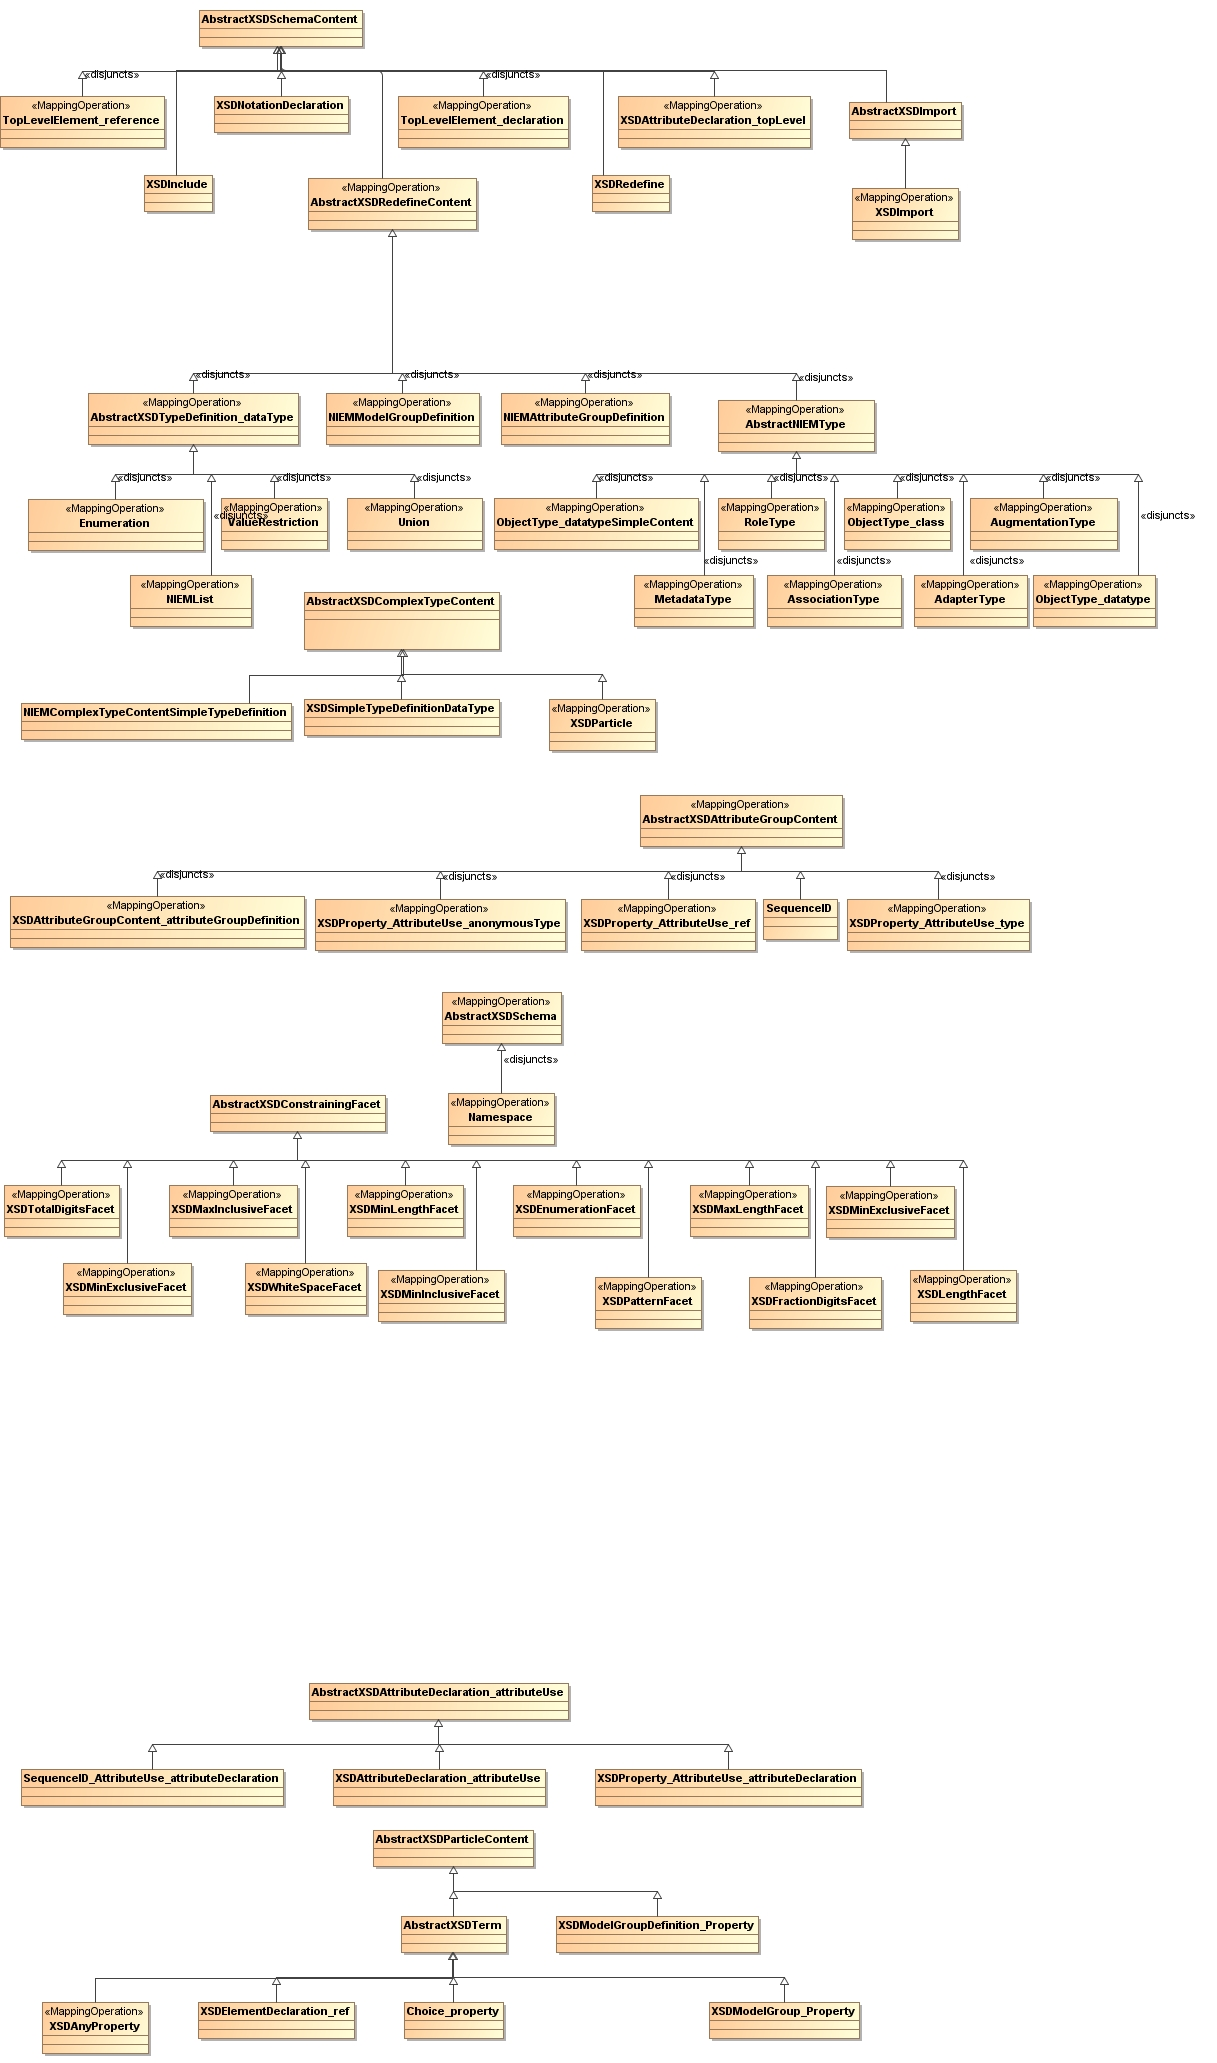 AbstractXSDSchemaContent
«disjuncts»
«disjuncts»
«MappingOperation»
TopLevelElement_reference
XSDNotationDeclaration
«MappingOperation»
TopLevelElement_declaration
«MappingOperation»
XSDAttributeDeclaration_topLevel
AbstractXSDImport
XSDInclude
«MappingOperation»
AbstractXSDRedefineContent
XSDRedefine
«MappingOperation»
XSDImport
«disjuncts»
«disjuncts»
«disjuncts»
«disjuncts»
«MappingOperation»
AbstractXSDTypeDefinition_dataType
«MappingOperation»
NIEMModelGroupDefinition
«MappingOperation»
NIEMAttributeGroupDefinition
«MappingOperation»
AbstractNIEMType
«disjuncts»
«disjuncts»
«disjuncts»
«disjuncts»
«disjuncts»
«disjuncts»
«disjuncts»
«MappingOperation»
Enumeration
«disjuncts»
«MappingOperation»
ValueRestriction
«MappingOperation»
Union
«MappingOperation»
ObjectType_datatypeSimpleContent
«MappingOperation»
RoleType
«MappingOperation»
ObjectType_class
«MappingOperation»
AugmentationType
«disjuncts»
«disjuncts»
«disjuncts»
«disjuncts»
«MappingOperation»
NIEMList
AbstractXSDComplexTypeContent
«MappingOperation»
MetadataType
«MappingOperation»
AssociationType
«MappingOperation»
AdapterType
«MappingOperation»
ObjectType_datatype
NIEMComplexTypeContentSimpleTypeDefinition
XSDSimpleTypeDefinitionDataType
«MappingOperation»
XSDParticle
«MappingOperation»
AbstractXSDAttributeGroupContent
«disjuncts»
«disjuncts»
«disjuncts»
«disjuncts»
«MappingOperation»
XSDAttributeGroupContent_attributeGroupDefinition
«MappingOperation»
XSDProperty_AttributeUse_anonymousType
«MappingOperation»
XSDProperty_AttributeUse_ref
SequenceID
«MappingOperation»
XSDProperty_AttributeUse_type
«MappingOperation»
AbstractXSDSchema
«disjuncts»
AbstractXSDConstrainingFacet
«MappingOperation»
Namespace
«MappingOperation»
XSDTotalDigitsFacet
«MappingOperation»
XSDMaxInclusiveFacet
«MappingOperation»
XSDMinLengthFacet
«MappingOperation»
XSDEnumerationFacet
«MappingOperation»
XSDMaxLengthFacet
«MappingOperation»
XSDMinExclusiveFacet
«MappingOperation»
XSDMinExclusiveFacet
«MappingOperation»
XSDWhiteSpaceFacet
«MappingOperation»
XSDMinInclusiveFacet
«MappingOperation»
XSDPatternFacet
«MappingOperation»
XSDFractionDigitsFacet
«MappingOperation»
XSDLengthFacet
AbstractXSDAttributeDeclaration_attributeUse
SequenceID_AttributeUse_attributeDeclaration
XSDAttributeDeclaration_attributeUse
XSDProperty_AttributeUse_attributeDeclaration
AbstractXSDParticleContent
AbstractXSDTerm
XSDModelGroupDefinition_Property
«MappingOperation»
XSDAnyProperty
XSDElementDeclaration_ref
Choice_property
XSDModelGroup_Property